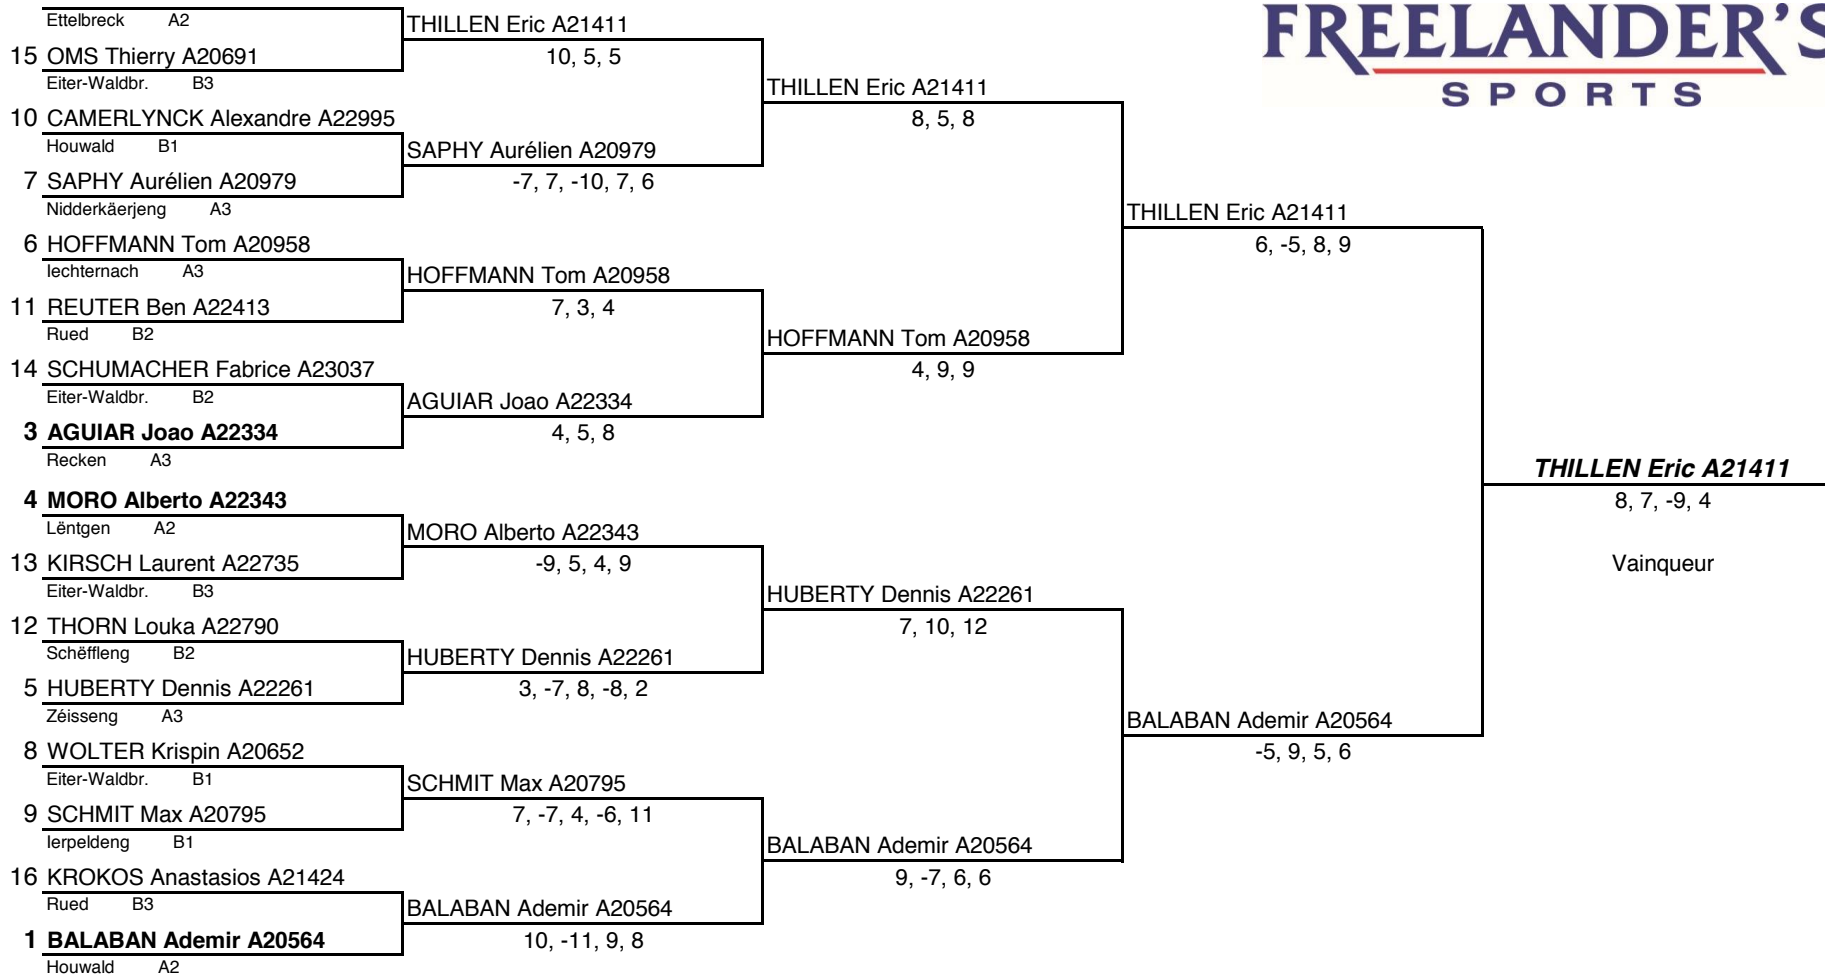 FREELANDER'S
SPORTS
Ettelbreck A2
THILLEN Eric A21411
15 OMS Thierry A20691
10, 5, 5
Eiter-Waldbr. B3
THILLEN Eric A21411
10 CAMERLYNCK Alexandre A22995
8, 5, 8
Houwald B1
SAPHY Aurélien A20979
7 SAPHY Aurélien A20979
-7, 7, -10, 7, 6
Nidderkäerjeng A3
THILLEN Eric A21411
6 HOFFMANN Tom A20958
6, -5, 8, 9
Iechternach A3
HOFFMANN Tom A20958
11 REUTER Ben A22413
7, 3, 4
Rued B2
HOFFMANN Tom A20958
14 SCHUMACHER Fabrice A23037
4, 9, 9
Eiter-Waldbr. B2
AGUIAR Joao A22334
3 AGUIAR Joao A22334
4, 5, 8
Recken A3
THILLEN Eric A21411
4 MORO Alberto A22343
8, 7, -9, 4
Lëntgen A2
MORO Alberto A22343
13 KIRSCH Laurent A22735
-9, 5, 4, 9
Vainqueur
Eiter-Waldbr. B3
HUBERTY Dennis A22261
12 THORN Louka A22790
7, 10, 12
Schëffleng B2
HUBERTY Dennis A22261
5 HUBERTY Dennis A22261
3, -7, 8, -8, 2
Zéisseng A3
BALABAN Ademir A20564
8 WOLTER Krispin A20652
-5, 9, 5, 6
Eiter-Waldbr. B1
SCHMIT Max A20795
9 SCHMIT Max A20795
7, -7, 4, -6, 11
Ierpeldeng B1
BALABAN Ademir A20564
16 KROKOS Anastasios A21424
9, -7, 6, 6
Rued B3
BALABAN Ademir A20564
1 BALABAN Ademir A20564
10, -11, 9, 8
Houwald A2